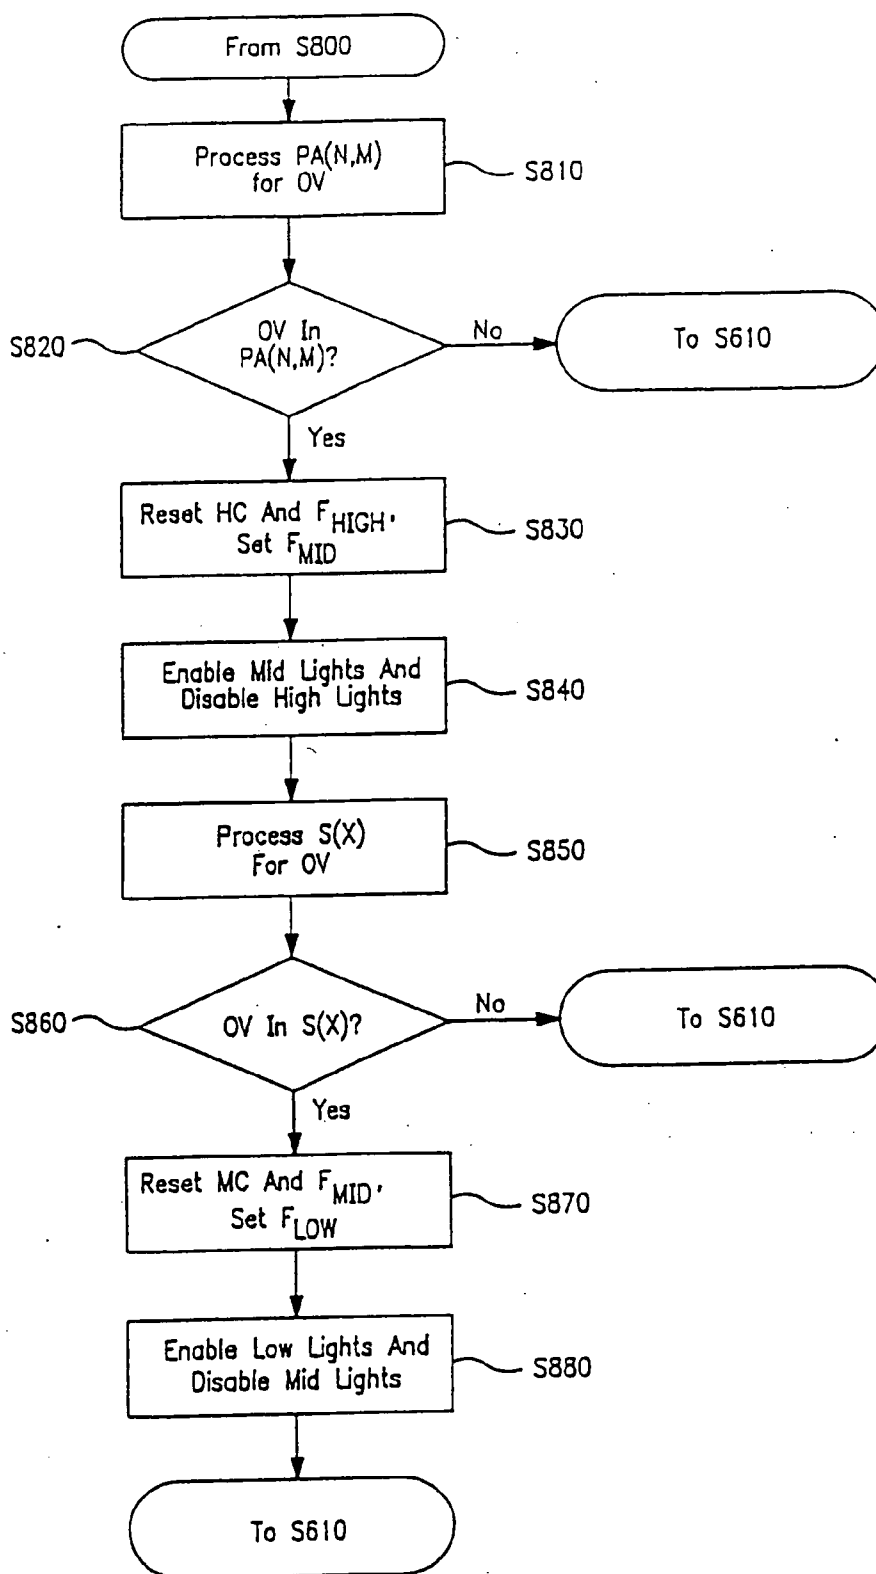 From S800
Process PA(N,M)
for OV
S810
S820
OV In
PA(N,M)?
No
To S610
Yes
Reset HC And FHIGH,
Set FMID
S830
Enable Mid Lights And
Disable High Lights
S840
Process S(X)
For OV
S850
S860
OV In S(X)?
No
To S610
Yes
Reset MC And FMID,
Set FLOW
S870
Enable Low Lights And
Disable Mid Lights
S880
To S610